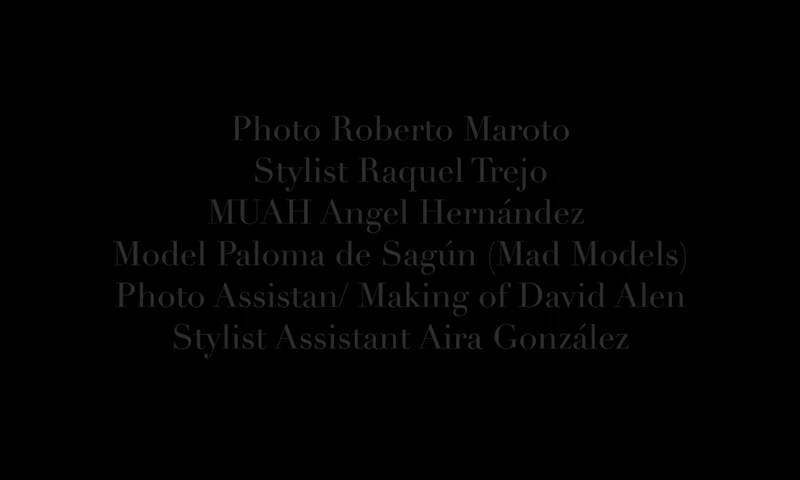 Photo Roberto Maroto
Stylist Raquel Trejo
MUAH Angel Hernández
Model Paloma de Sagún (Mad Models)
Photo Assistan/ Making of David Alen
Stylist Assistant Aira González